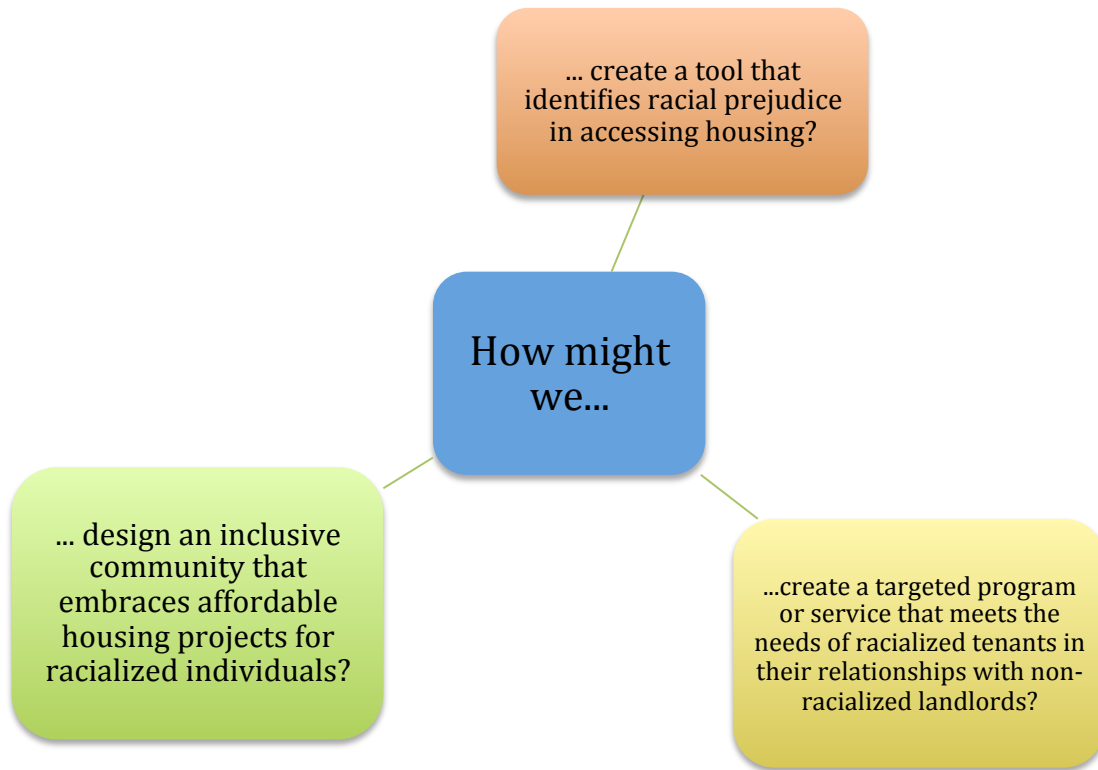 ... create a tool that
identifies racial prejudice
in accessing housing?
How might
we...
... design an inclusive
community that
embraces affordable
housing projects for
racialized individuals?
...create a targeted program
or service that meets the
needs of racialized tenants in
their relationships with non-
racialized landlords?